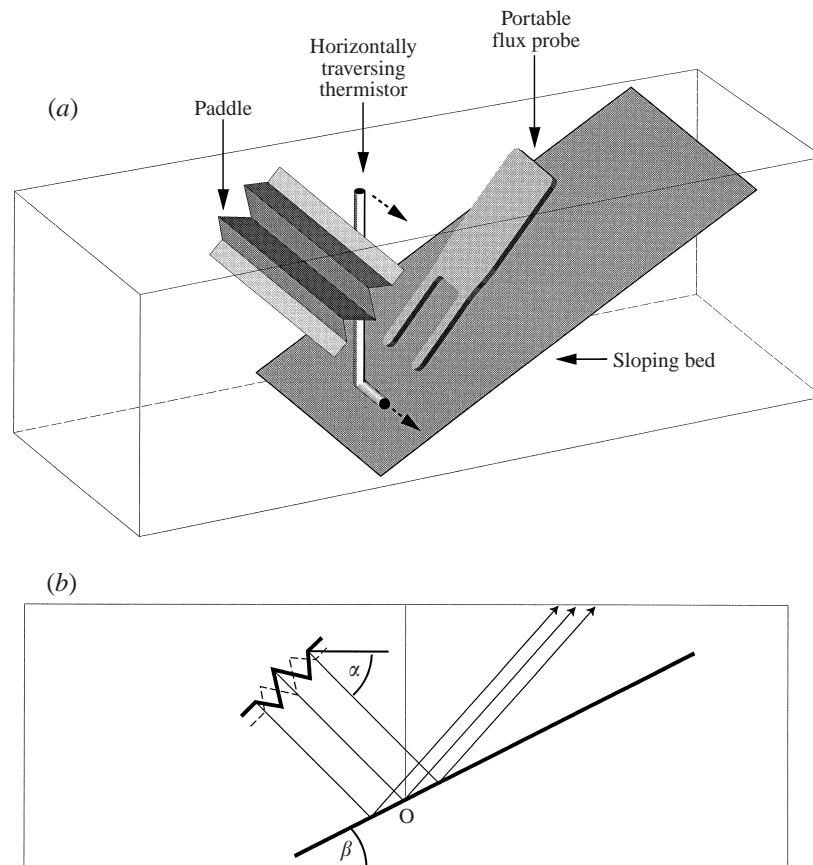 Portable
flux probe
Horizontally
traversing
thermistor
(a)
Paddle
Sloping bed
(b)
α
O
β